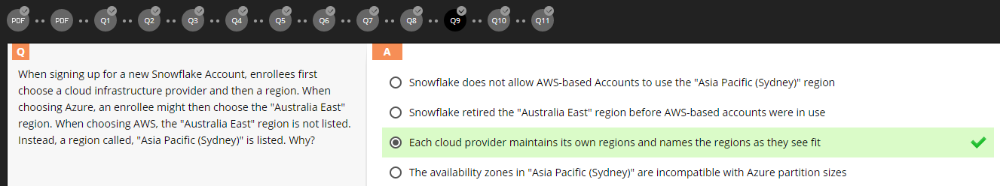 PDF PDF Q1 Q2 Q3 Q4 Q5 Q6 Q7 Q8 Q9 Q10 Q11
Q
When signing up for a new Snowflake Account, enrollees first
choose a cloud infrastructure provider and then a region. When
choosing Azure, an enrollee might then choose the "Australia East"
region. When choosing AWS, the "Australia East" region is not listed.
Instead, a region called, "Asia Pacific (Sydney)" is listed. Why?
A
Snowflake does not allow AWS-based Accounts to use the "Asia Pacific (Sydney)" region
Snowflake retired the "Australia East" region before AWS-based accounts were in use
Each cloud provider maintains its own regions and names the regions as they see fit
The availability zones in "Asia Pacific (Sydney)" are incompatible with Azure partition sizes